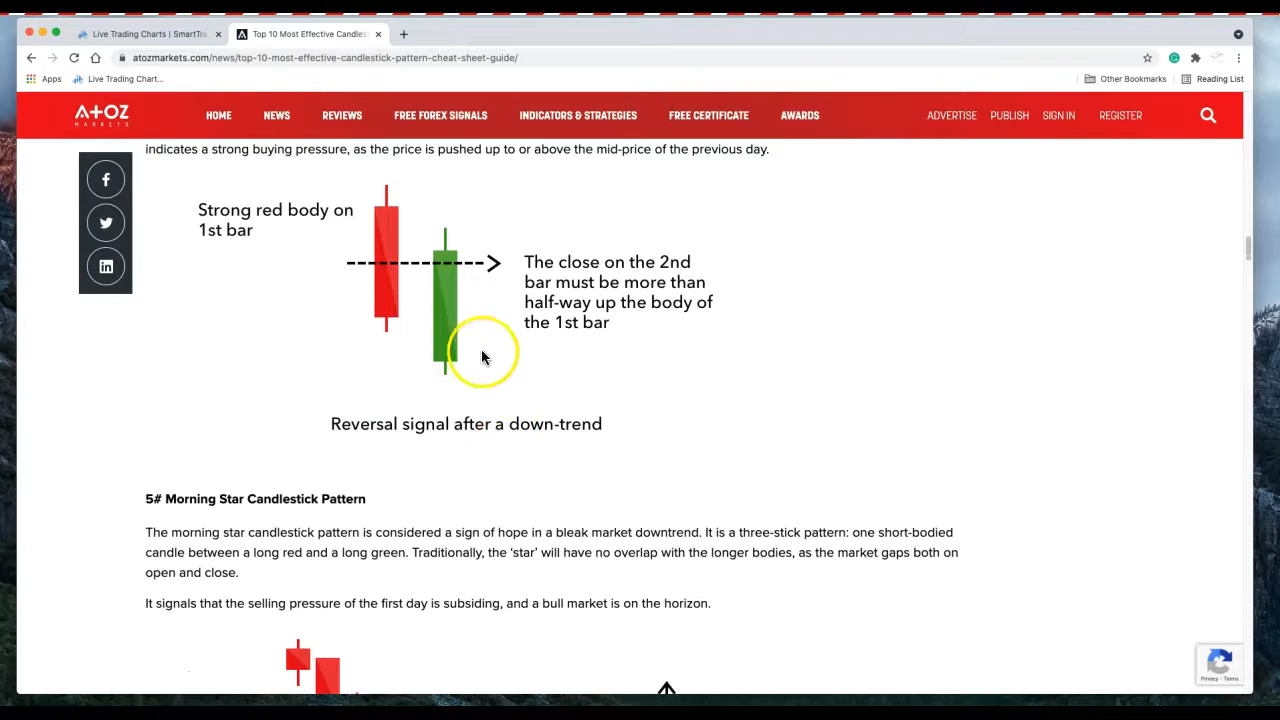 Live Trading Charts | SmartTra
Top 10 Most Effective Candles
atozmarkets.com/news/top-10-most-effective-candlestick-pattern-cheat-sheet-guide/
Apps
Live Trading Chart...
Other Bookmarks
Reading List
A+OZ
MARKETS
HOME
NEWS
REVIEWS
FREE FOREX SIGNALS
INDICATORS & STRATEGIES
FREE CERTIFICATE
AWARDS
ADVERTISE
PUBLISH
SIGN IN
REGISTER
indicates a strong buying pressure, as the price is pushed up to or above the mid-price of the previous day.
Strong red body on
1st bar
The close on the 2nd
bar must be more than
half-way up the body of
the 1st bar
Reversal signal after a down-trend
5# Morning Star Candlestick Pattern
The morning star candlestick pattern is considered a sign of hope in a bleak market downtrend. It is a three-stick pattern: one short-bodied
candle between a long red and a long green. Traditionally, the ‘star’ will have no overlap with the longer bodies, as the market gaps both on
open and close.
It signals that the selling pressure of the first day is subsiding, and a bull market is on the horizon.
Privacy - Terms